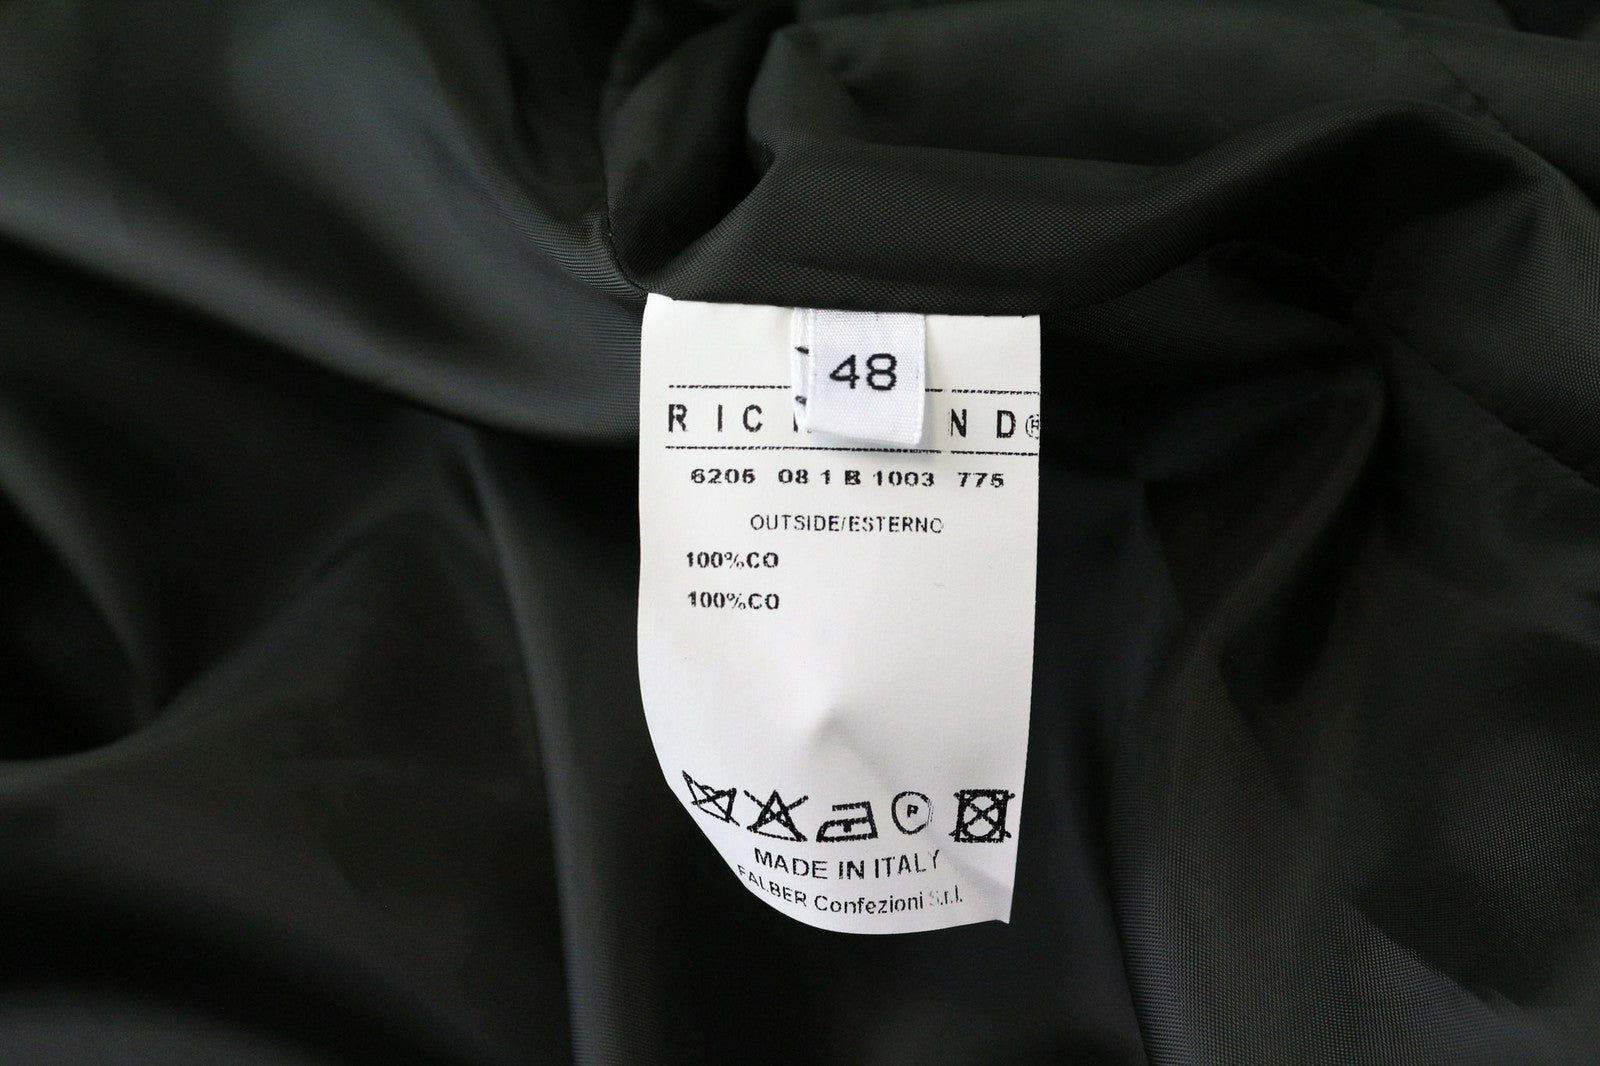 48
6205 08 1 B 1003 775
OUTSIDE/ESTERNO
100%CO
100%CO
MADE IN ITALY
FALBER Confezioni S.r.l.